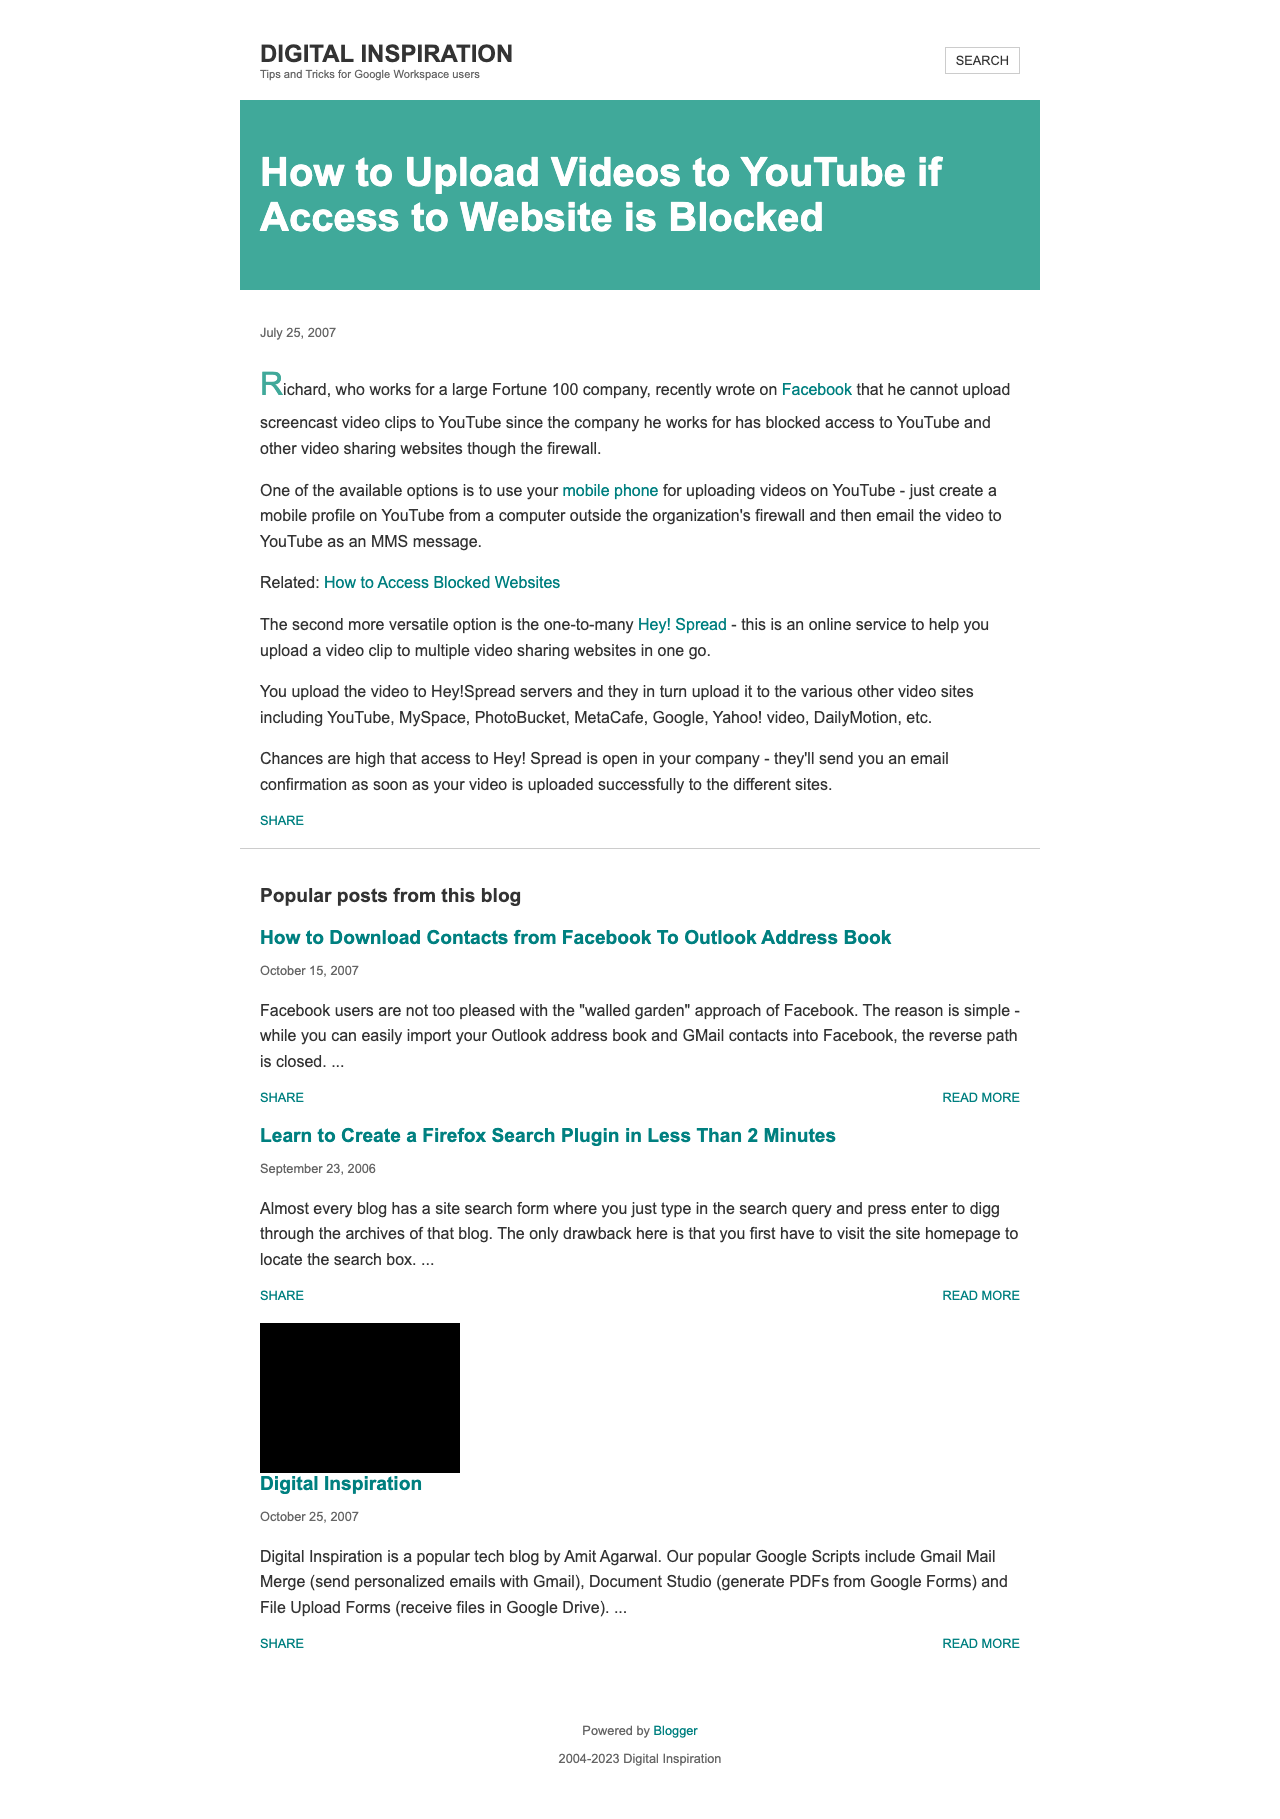 DIGITAL INSPIRATION
Tips and Tricks for Google Workspace users
SEARCH
How to Upload Videos to YouTube if
Access to Website is Blocked
July 25, 2007
Richard, who works for a large Fortune 100 company, recently wrote on Facebook that he cannot upload
screencast video clips to YouTube since the company he works for has blocked access to YouTube and
other video sharing websites though the firewall.
One of the available options is to use your mobile phone for uploading videos on YouTube - just create a
mobile profile on YouTube from a computer outside the organization's firewall and then email the video to
YouTube as an MMS message.
Related: How to Access Blocked Websites
The second more versatile option is the one-to-many Hey! Spread - this is an online service to help you
upload a video clip to multiple video sharing websites in one go.
You upload the video to Hey!Spread servers and they in turn upload it to the various other video sites
including YouTube, MySpace, PhotoBucket, MetaCafe, Google, Yahoo! video, DailyMotion, etc.
Chances are high that access to Hey! Spread is open in your company - they'll send you an email
confirmation as soon as your video is uploaded successfully to the different sites.
SHARE
Popular posts from this blog
How to Download Contacts from Facebook To Outlook Address Book
October 15, 2007
Facebook users are not too pleased with the "walled garden" approach of Facebook. The reason is simple -
while you can easily import your Outlook address book and GMail contacts into Facebook, the reverse path
is closed. ...
SHARE READ MORE
Learn to Create a Firefox Search Plugin in Less Than 2 Minutes
September 23, 2006
Almost every blog has a site search form where you just type in the search query and press enter to digg
through the archives of that blog. The only drawback here is that you first have to visit the site homepage to
locate the search box. ...
SHARE READ MORE
Digital Inspiration
October 25, 2007
Digital Inspiration is a popular tech blog by Amit Agarwal. Our popular Google Scripts include Gmail Mail
Merge (send personalized emails with Gmail), Document Studio (generate PDFs from Google Forms) and
File Upload Forms (receive files in Google Drive). ...
SHARE READ MORE
Powered by Blogger
2004-2023 Digital Inspiration